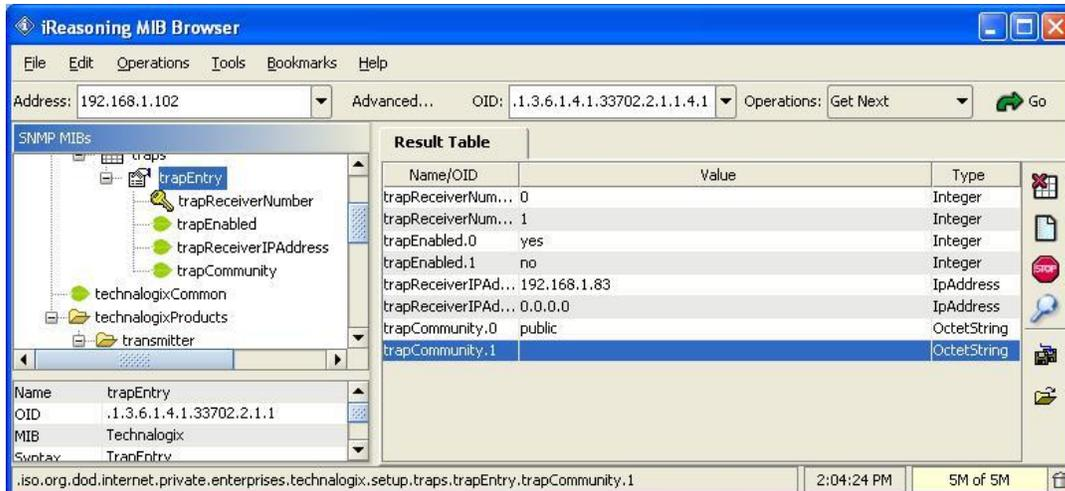 iReasoning MIB Browser
File Edit Operations Tools Bookmarks Help
Address: 192.168.1.102 Advanced... OID: .1.3.6.1.4.1.33702.2.1.1.4.1 Operations: Get Next Go
SNMP MIBs
traps
trapEntry
trapReceiverNumber
trapEnabled
trapReceiverIPAddress
trapCommunity
technalogixCommon
technalogixProducts
transmitter
Name trapEntry
OID .1.3.6.1.4.1.33702.2.1.1
MIB Technalogix
Syntax TrapEntry
Result Table
Name/OID Value Type
trapReceiverNum... 0 Integer
trapReceiverNum... 1 Integer
trapEnabled.0 yes Integer
trapEnabled.1 no Integer
trapReceiverIPAd... 192.168.1.83 IpAddress
trapReceiverIPAd... 0.0.0.0 IpAddress
trapCommunity.0 public OctetString
trapCommunity.1 OctetString
STOP
.iso.org.dod.internet.private.enterprises.technalogix.setup.traps.trapEntry.trapCommunity.1 2:04:24 PM 5M of 5M